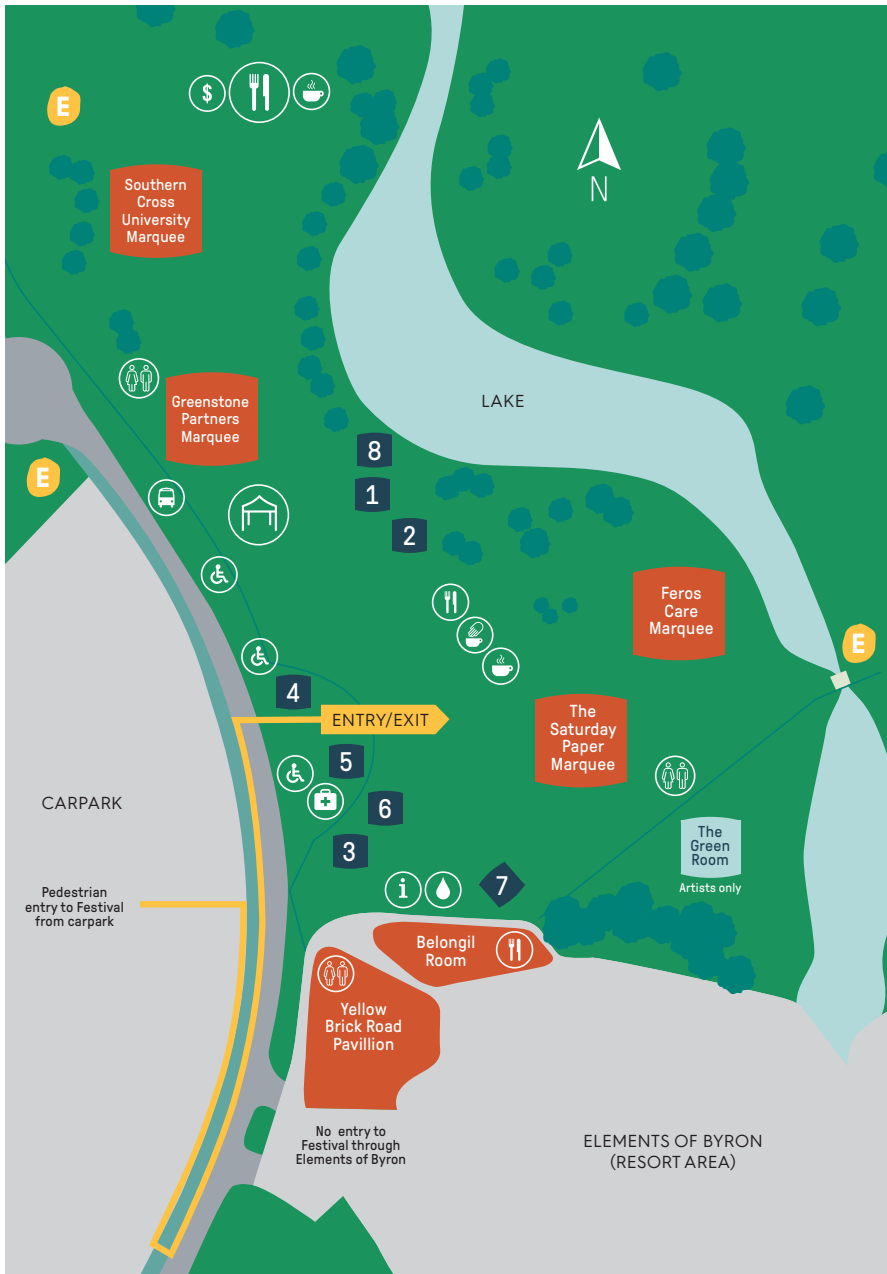 $
E
Southern
Cross
University
Marquee
N
Greenstone
Partners
Marquee
LAKE
8
E
1
2
Feros
Care
Marquee
E
4
ENTRY/EXIT
The
Saturday
Paper
Marquee
5
CARPARK
6
The
Green
Room
Artists only
3
Pedestrian
entry to Festival
from carpark
i
7
Belongil
Room
Yellow
Brick Road
Pavillion
No entry to
Festival through
Elements of Byron
ELEMENTS OF BYRON
(RESORT AREA)